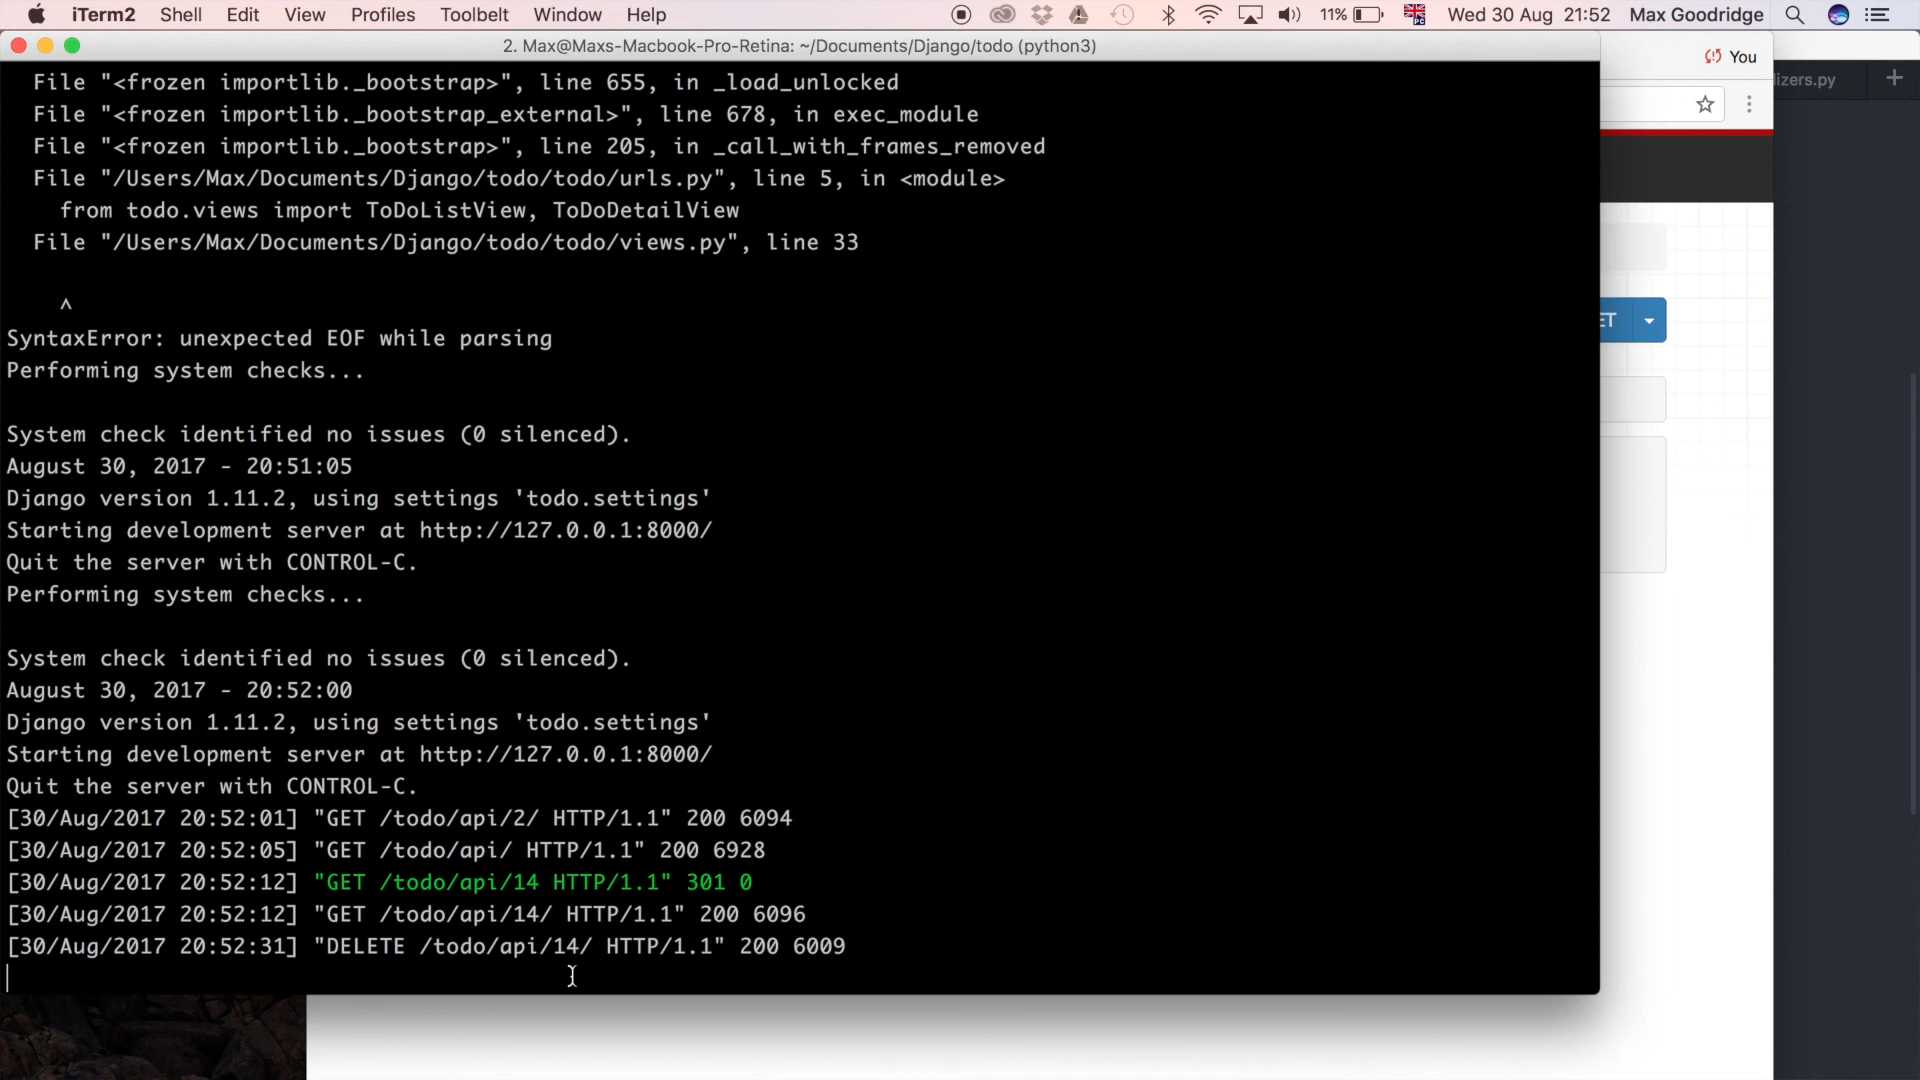 iTerm2 Shell Edit View Profiles Toolbelt Window Help 11% Wed 30 Aug 21:52 Max Goodridge
2. Max@Maxs-Macbook-Pro-Retina: ~/Documents/Django/todo (python3)
You
lizers.py
File "<frozen importlib._bootstrap>", line 655, in _load_unlocked
File "<frozen importlib._bootstrap_external>", line 678, in exec_module
File "<frozen importlib._bootstrap>", line 205, in _call_with_frames_removed
File "/Users/Max/Documents/Django/todo/todo/urls.py", line 5, in <module>
from todo.views import ToDoListView, ToDoDetailView
File "/Users/Max/Documents/Django/todo/todo/views.py", line 33
^
ET
SyntaxError: unexpected EOF while parsing
Performing system checks...
System check identified no issues (0 silenced).
August 30, 2017 - 20:51:05
Django version 1.11.2, using settings 'todo.settings'
Starting development server at http://127.0.0.1:8000/
Quit the server with CONTROL-C.
Performing system checks...
System check identified no issues (0 silenced).
August 30, 2017 - 20:52:00
Django version 1.11.2, using settings 'todo.settings'
Starting development server at http://127.0.0.1:8000/
Quit the server with CONTROL-C.
[30/Aug/2017 20:52:01] "GET /todo/api/2/ HTTP/1.1" 200 6094
[30/Aug/2017 20:52:05] "GET /todo/api/ HTTP/1.1" 200 6928
[30/Aug/2017 20:52:12] "GET /todo/api/14 HTTP/1.1" 301 0
[30/Aug/2017 20:52:12] "GET /todo/api/14/ HTTP/1.1" 200 6096
[30/Aug/2017 20:52:31] "DELETE /todo/api/14/ HTTP/1.1" 200 6009